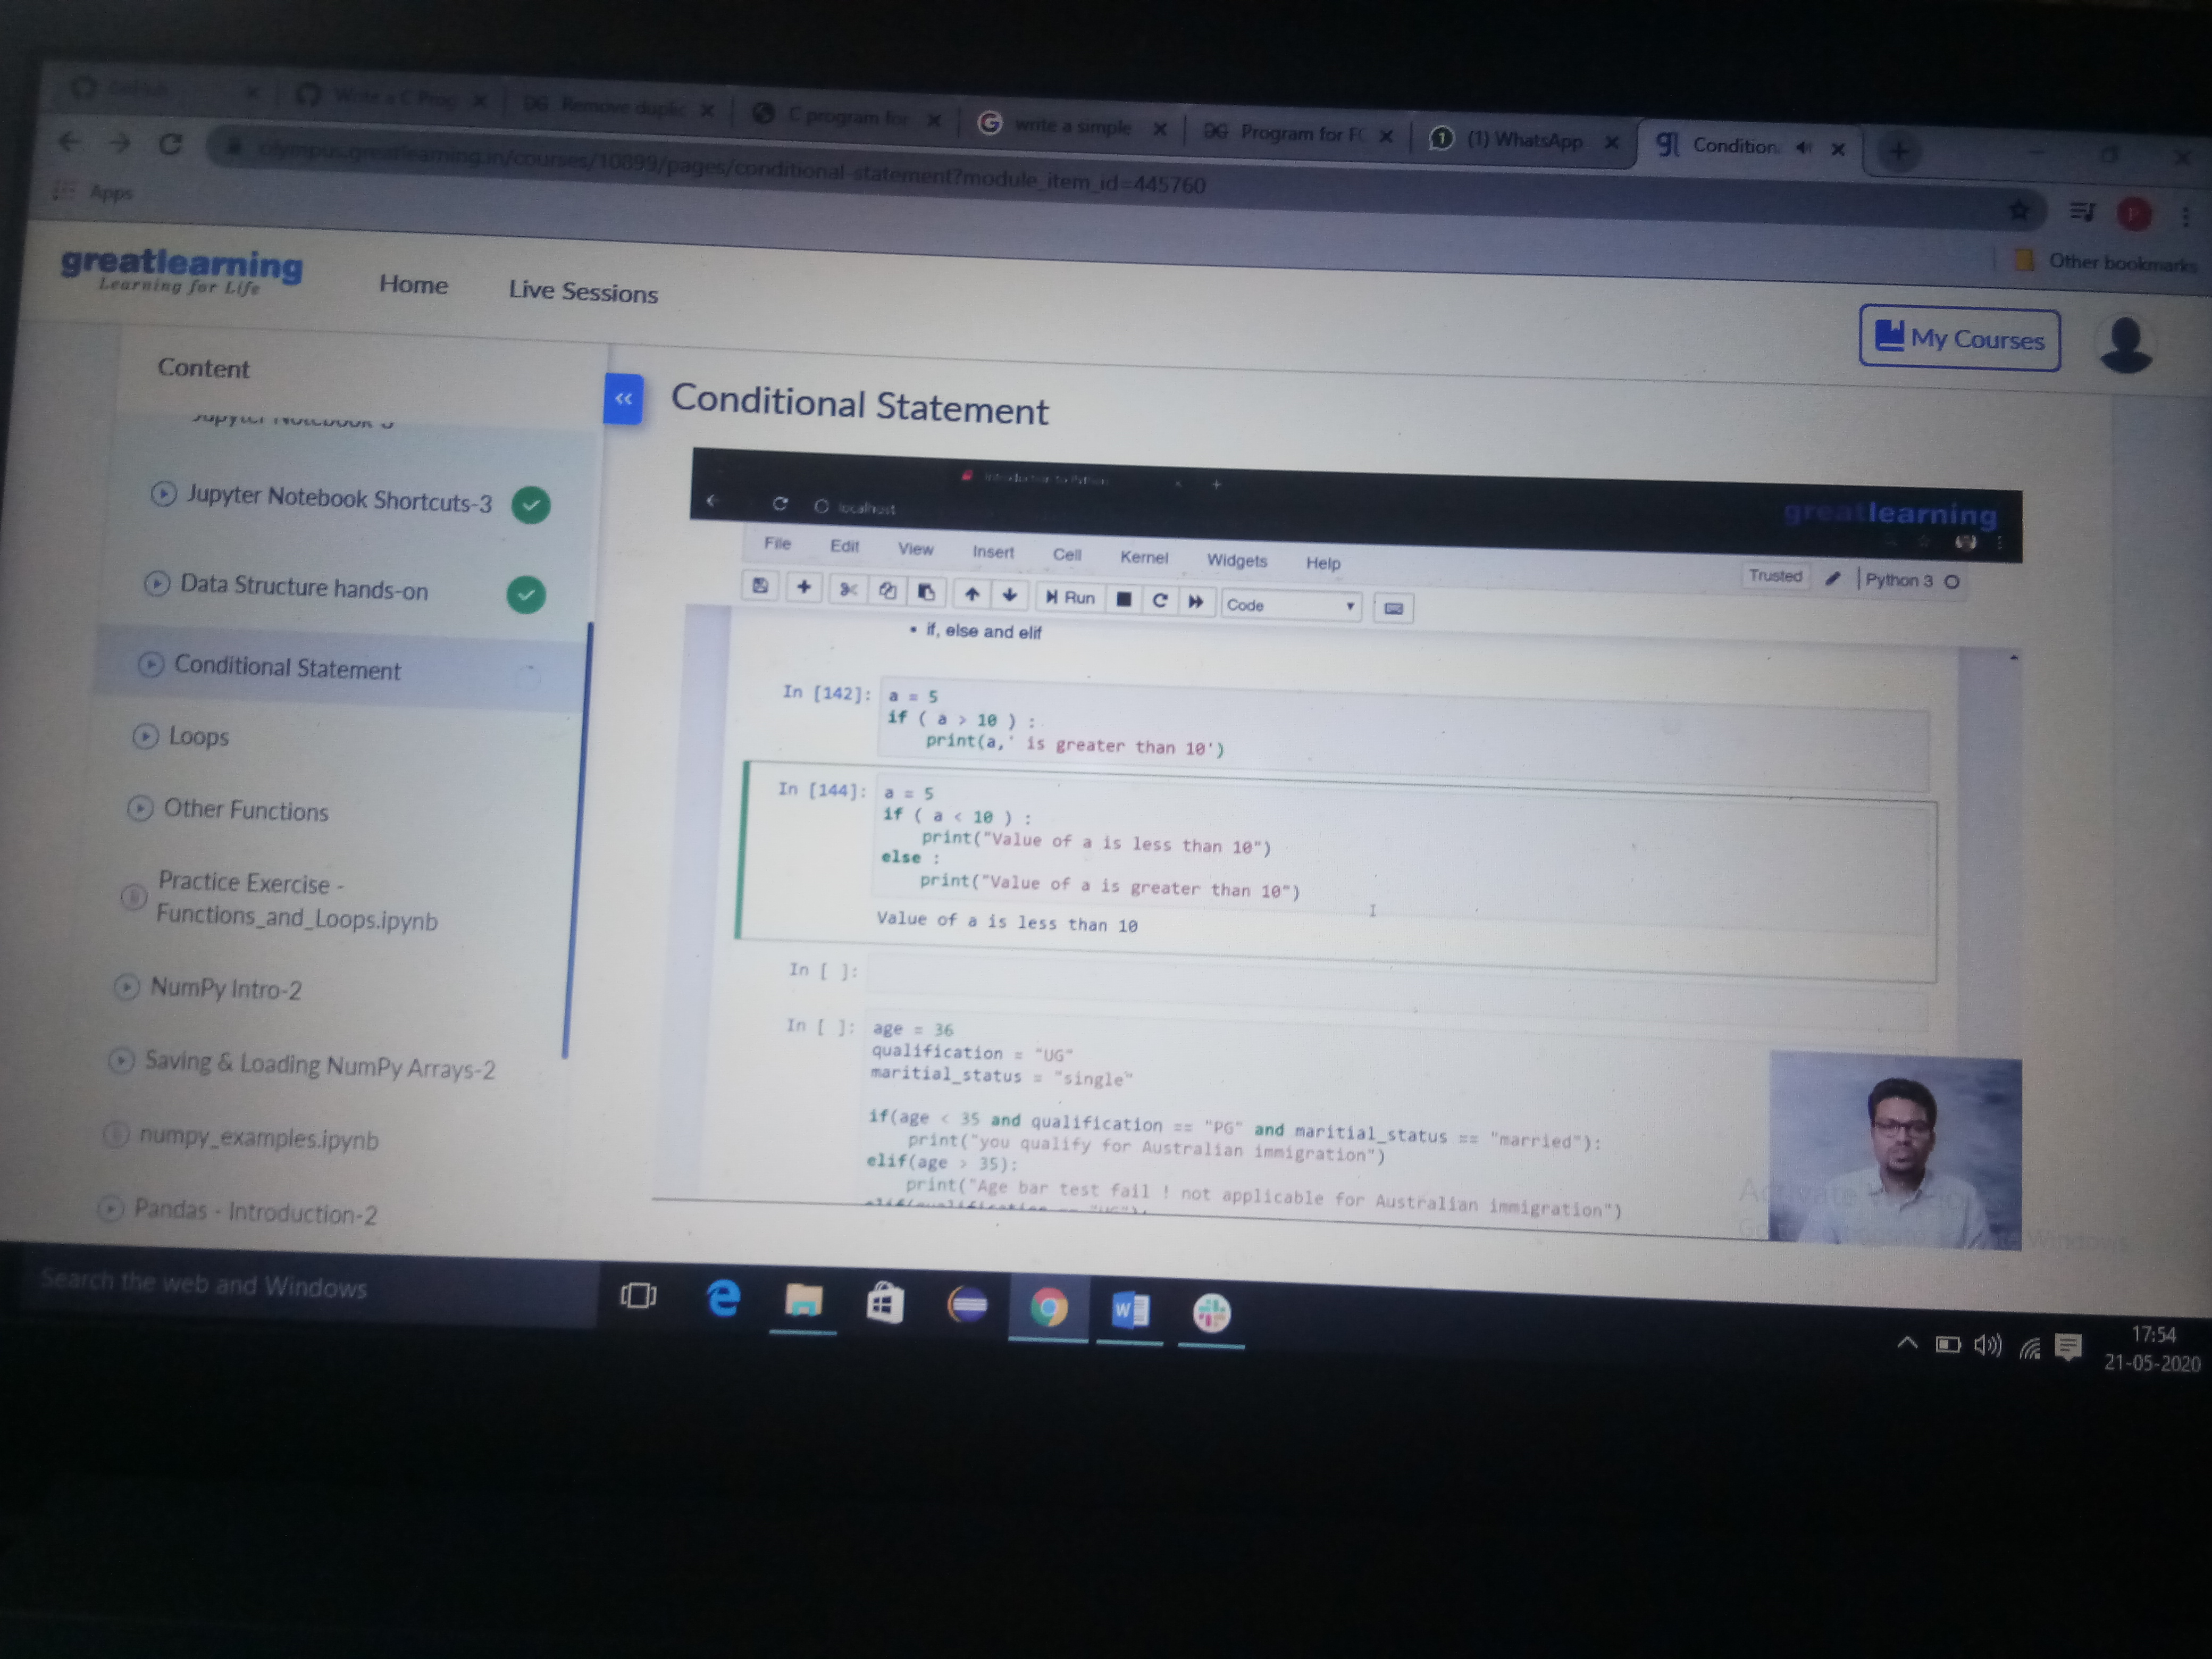 Write a C Prog
Remove duplic
C program for
write a simple
Program for FC
(1) WhatsApp
Condition
olympus.greatlearning.in/courses/10899/pages/conditional-statement?module_item_id=445760
Apps
Other bookmarks
greatlearning
Learning for Life
Home
Live Sessions
My Courses
Content
Jupyter Notebook Shortcuts-3
Data Structure hands-on
Conditional Statement
Loops
Other Functions
Practice Exercise -
Functions_and_Loops.ipynb
NumPy Intro-2
Saving & Loading NumPy Arrays-2
numpy_examples.ipynb
Pandas - Introduction-2
Conditional Statement
Introduction to Python
localhost
greatlearning
File Edit View Insert Cell Kernel Widgets Help
Trusted
Python 3
Run
Code
• if, else and elif
In [142]: a = 5
if ( a > 10 ) :
print(a,' is greater than 10')
In [144]: a = 5
if ( a < 10 ) :
print("Value of a is less than 10")
else :
print("Value of a is greater than 10")
Value of a is less than 10
In [ ]:
In [ ]: age = 36
qualification = "UG"
maritial_status = "single"
if(age < 35 and qualification == "PG" and maritial_status == "married"):
print("you qualify for Australian immigration")
elif(age > 35):
print("Age bar test fail ! not applicable for Australian immigration")
Search the web and Windows
17:54
21-05-2020